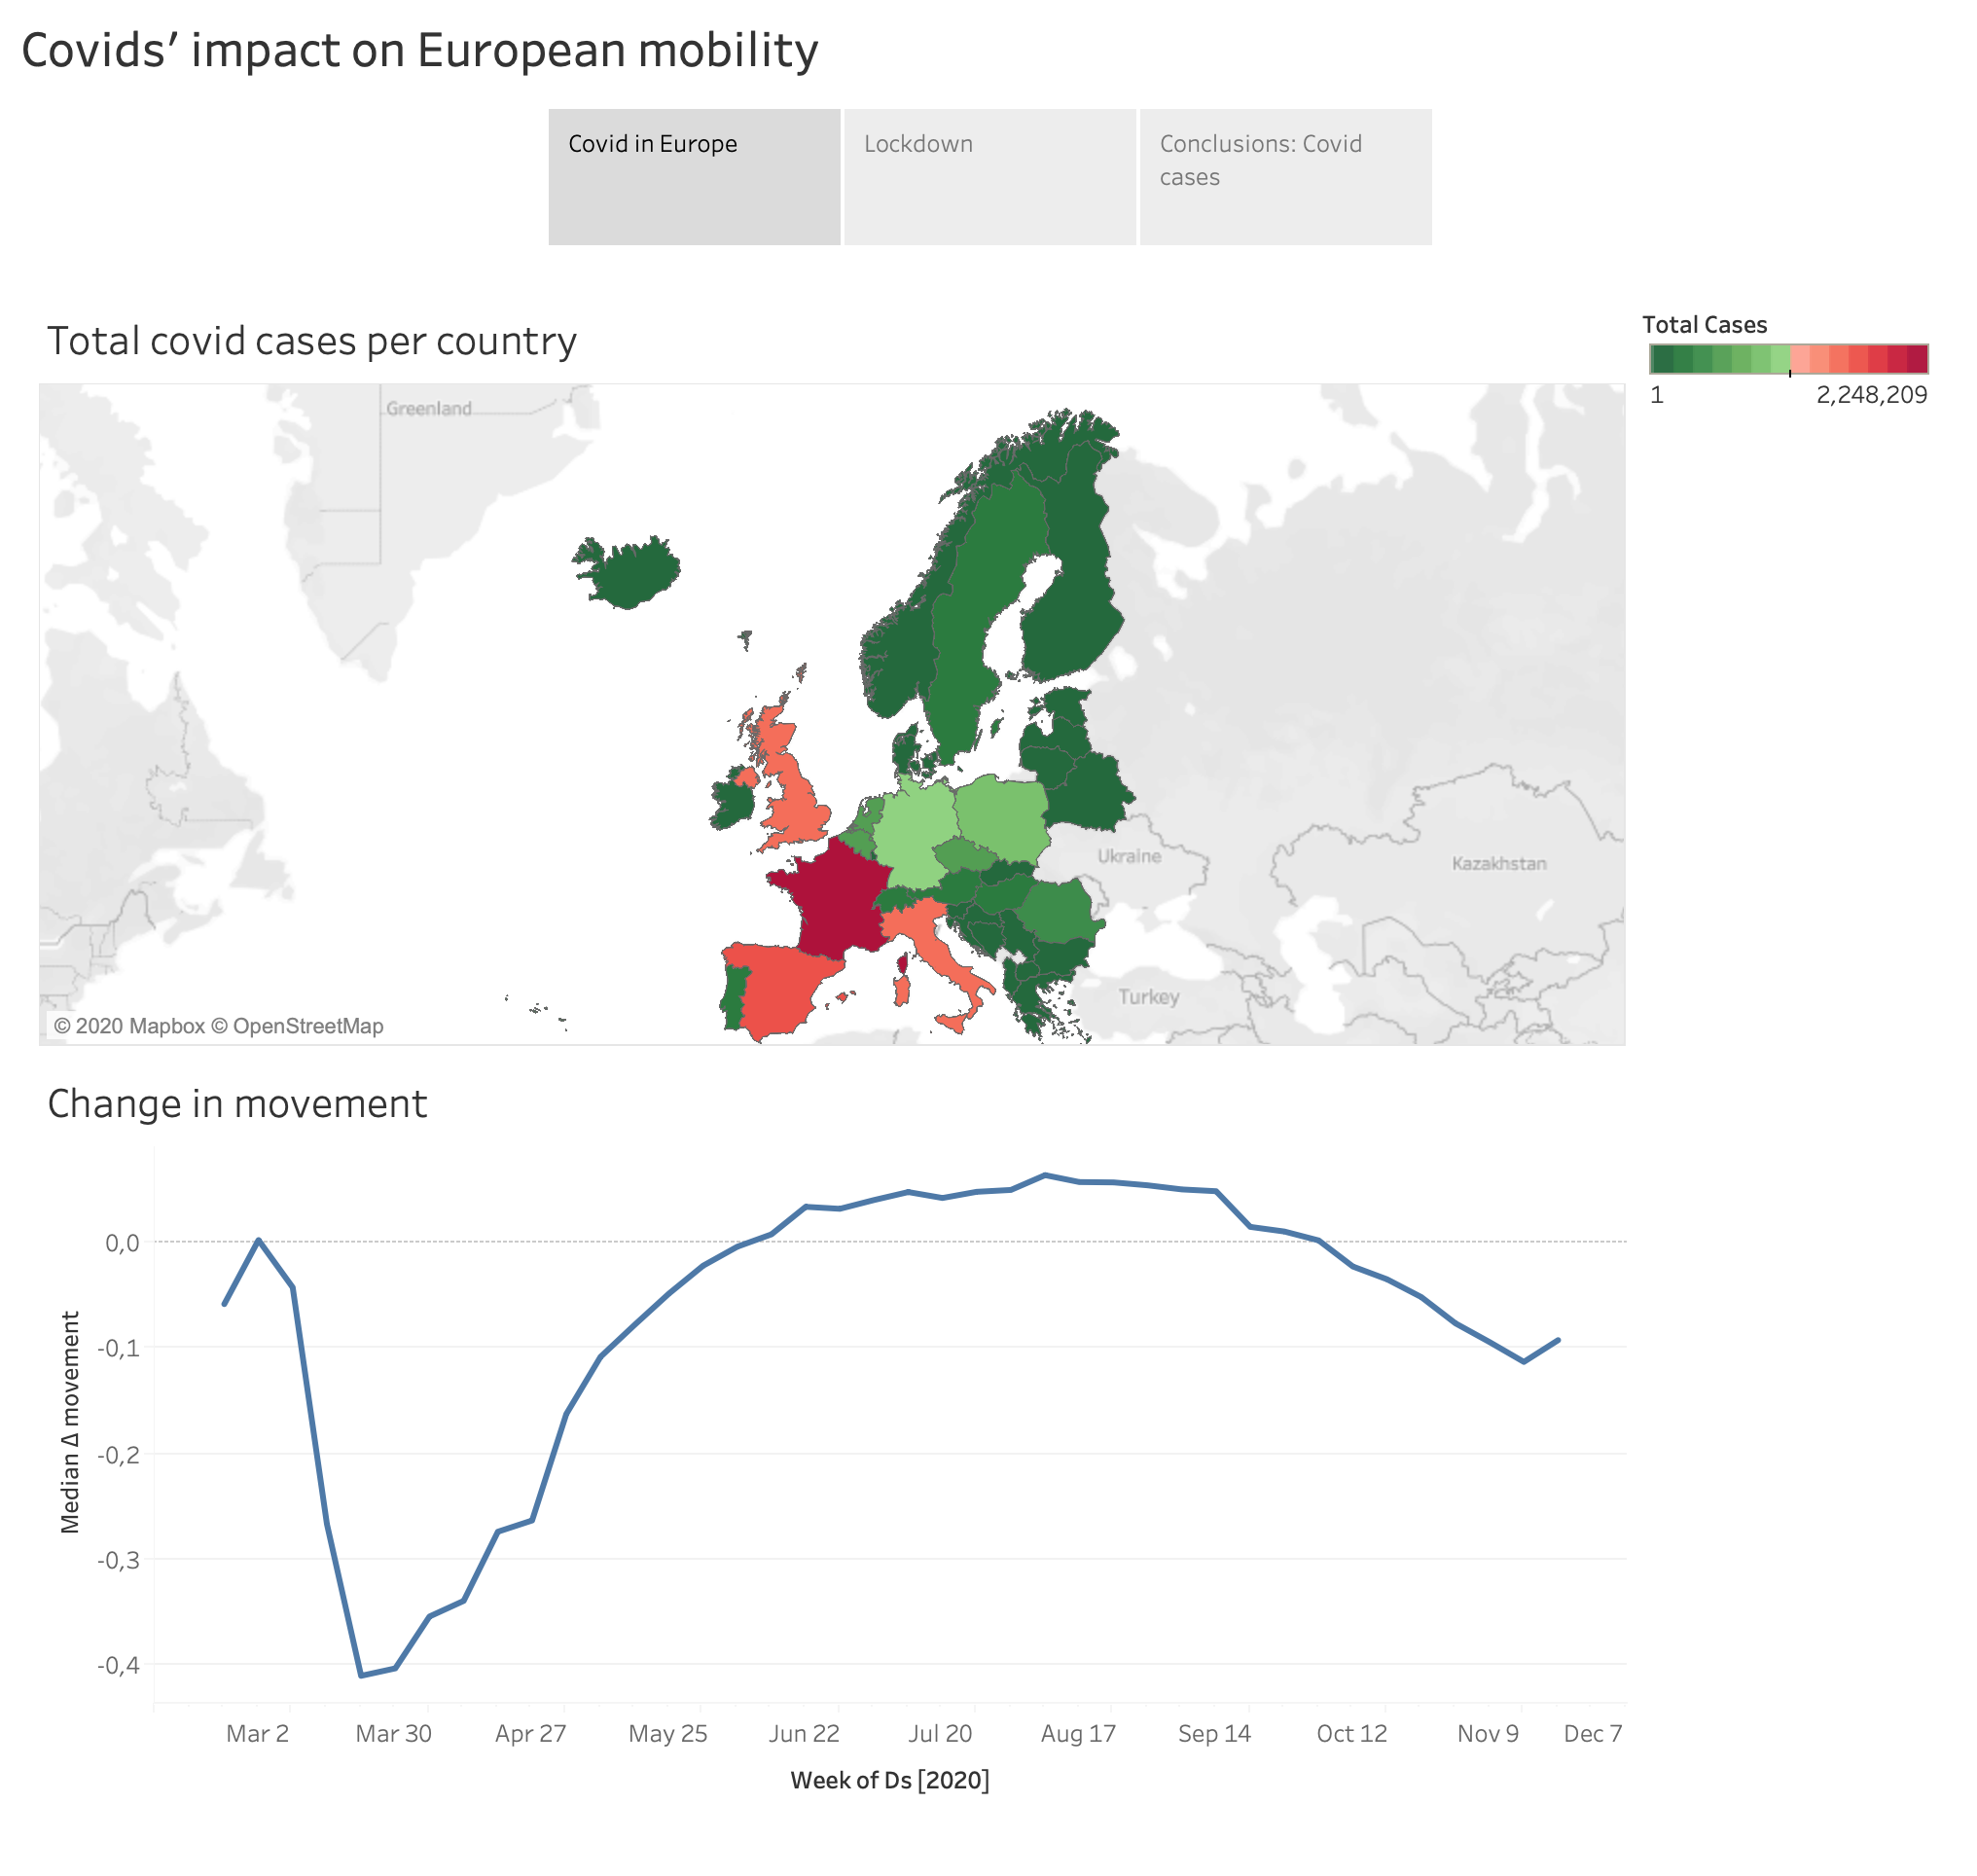 Covids’ impact on European mobility
Covid in Europe
Lockdown
Conclusions: Covid
cases
Total covid cases per country
Total Cases
1
2,248,209
Greenland
Ukraine
Kazakhstan
Turkey
© 2020 Mapbox © OpenStreetMap
Change in movement
Median Δ movement
0,0
-0,1
-0,2
-0,3
-0,4
Mar 2
Mar 30
Apr 27
May 25
Jun 22
Jul 20
Aug 17
Sep 14
Oct 12
Nov 9
Dec 7
Week of Ds [2020]